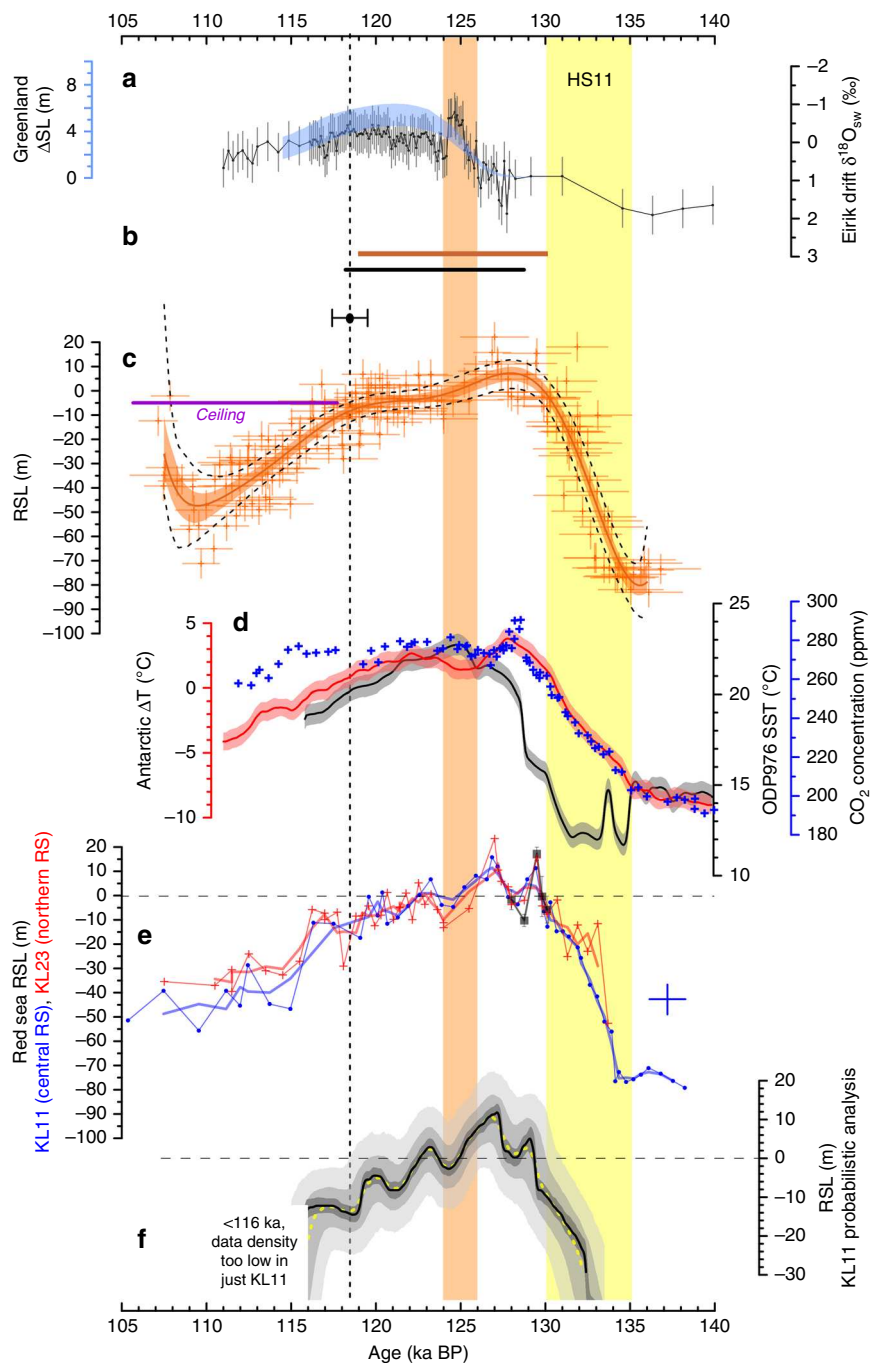 105 110 115 120 125 130 135 140
a
HS11
Greenland
ΔSL (m)
8
4
0
−2
−1
0
1
2
3
Eirik drift δ18Osw (‰)
b
c
RSL (m)
20
10
0
−10
−20
−30
−40
−50
−60
−70
−80
−90
−100
Ceiling
d
Antarctic ΔT (°C)
5
0
−5
−10
25
20
15
10
ODP976 SST (°C)
300
280
260
240
220
200
180
CO2 concentration (ppmv)
e
Red sea RSL (m)
KL11 (central RS), KL23 (northern RS)
20
10
0
−10
−20
−30
−40
−50
−60
−70
−80
−90
−100
f
<116 ka,
data density
too low in
just KL11
20
10
0
−10
−20
−30
RSL (m)
KL11 probabilistic analysis
105 110 115 120 125 130 135 140
Age (ka BP)